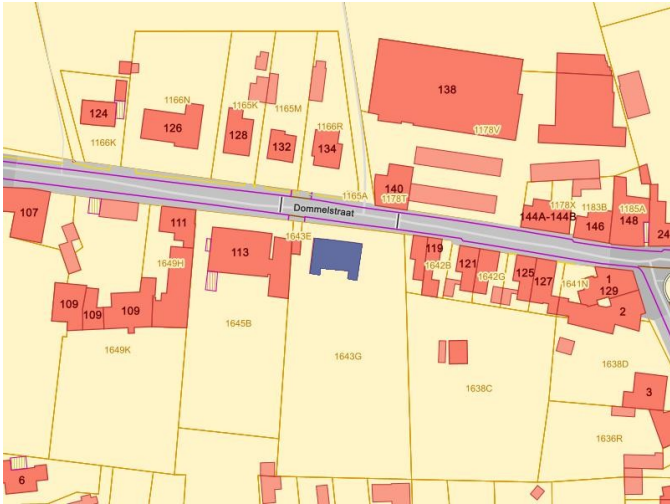 138
124
1166N
1166K
126
1165K
128
1165M
132
1166R
134
1178V
140
1178T
1165A
1178X
1183B
1185A
144A-144B
146
148
24
Dommelstraat
107
111
1643E
113
1649H
119
1642B
121
1642G
125
127
1641N
1
129
2
109
109
109
1645B
1649K
1643G
1638C
1638D
3
1636R
6